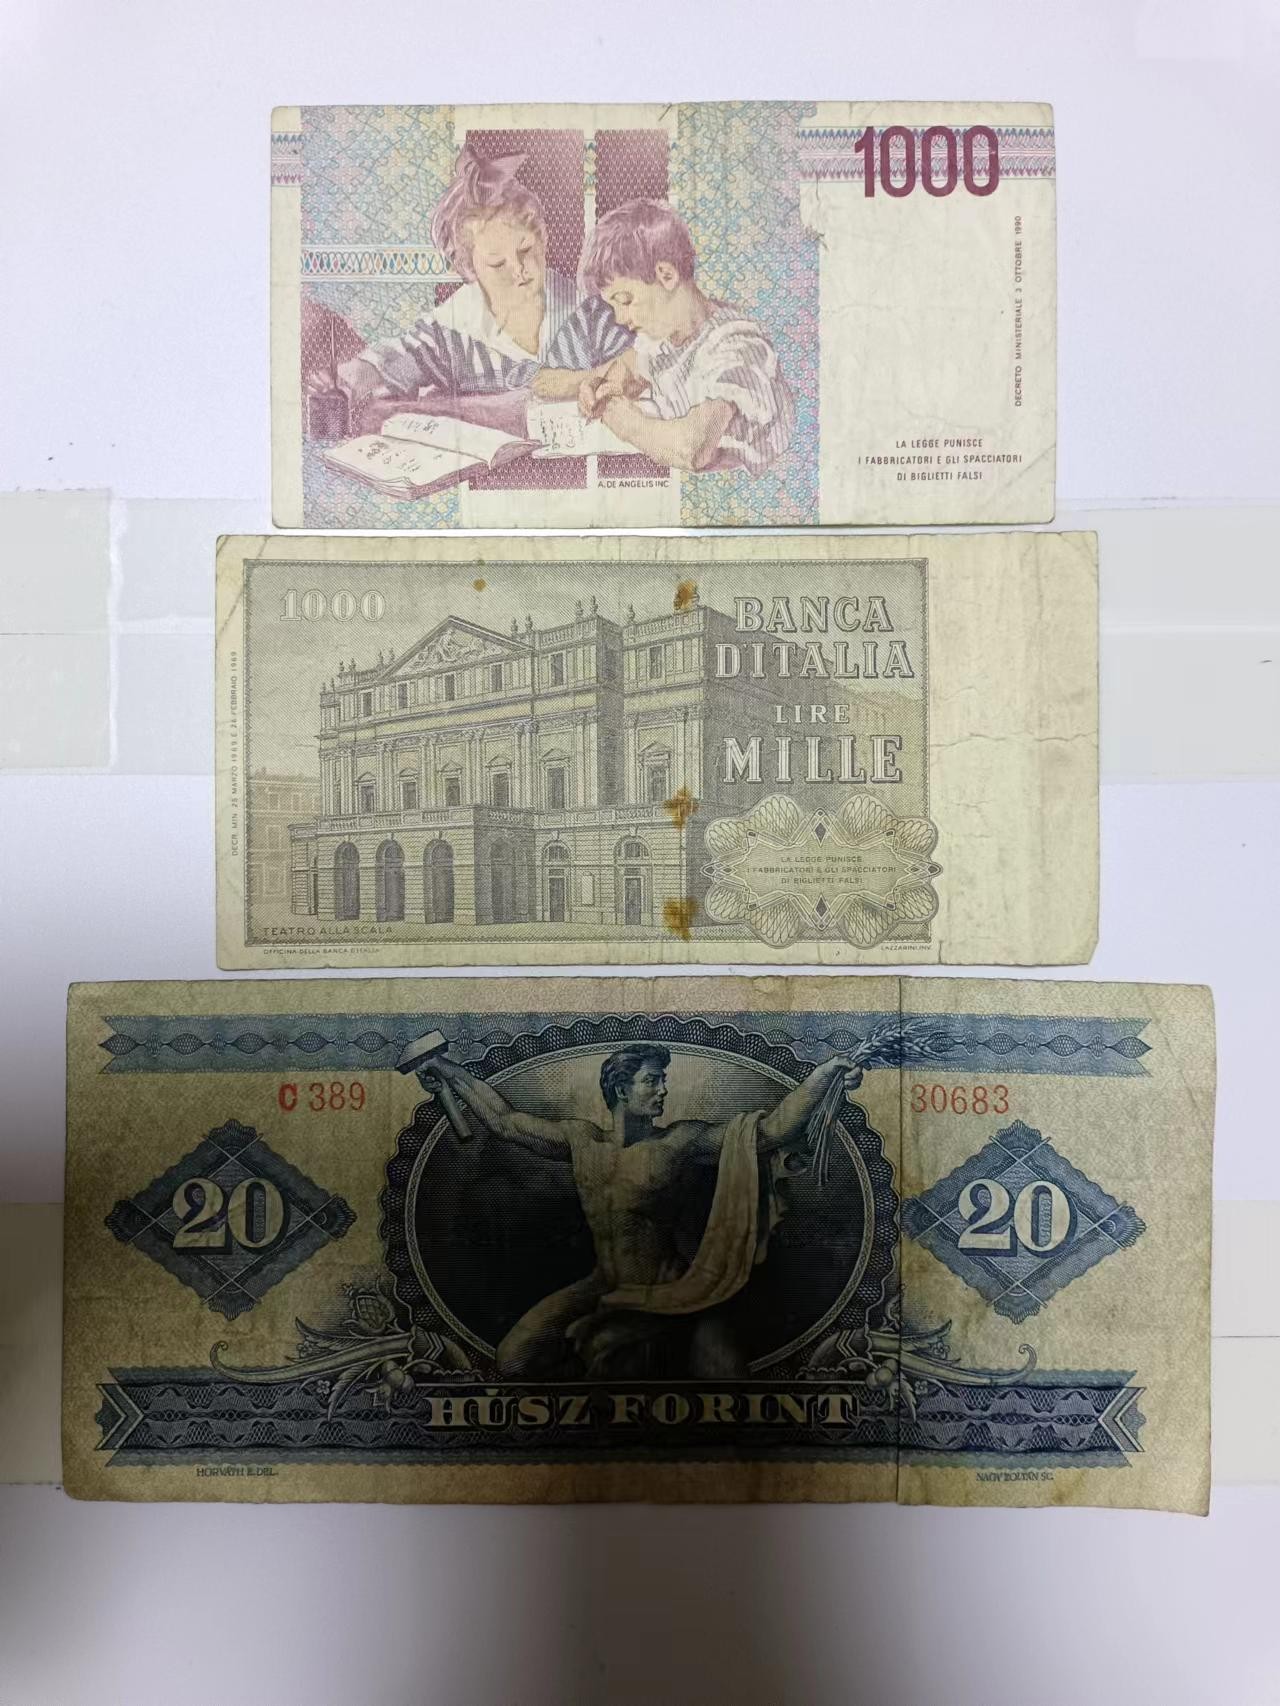 1000
DECRETO MINISTERIALE 3 OTTOBRE 1990
LA LEGGE PUNISCE
I FABBRICATORI E GLI SPACCIATORI
DI BIGLIETTI FALSI
A. DE ANGELIS INC
1000
BANCA
D'ITALIA
LIRE
MILLE
DECR. MIN. 25 MARZO 1969 E 26 FEBBRAIO 1969
LA LEGGE PUNISCE
I FABBRICATORI E GLI SPACCIATORI
DI BIGLIETTI FALSI
TEATRO ALLA SCALA
OFFICINA DELLA BANCA D'ITALIA
LAZZARINI INV.
C 389
30683
20
20
HÚSZ FORINT
HORVÁTH E. DEL.
NAGY ZOLTÁN SC.